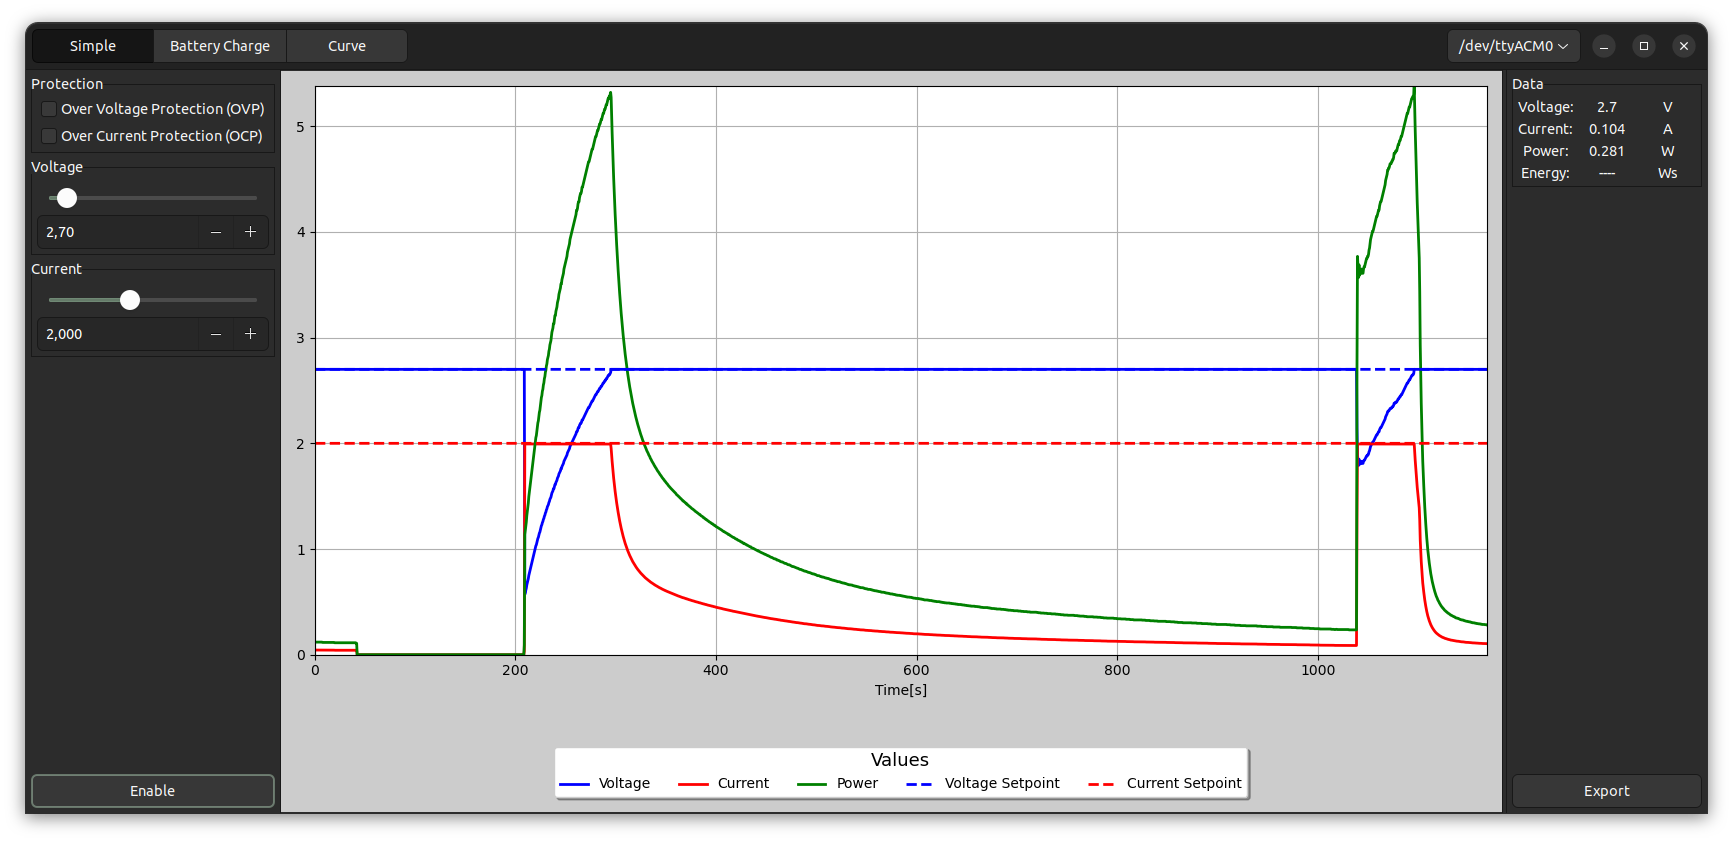 Simple Battery Charge Curve /dev/ttyACM0
Protection
Over Voltage Protection (OVP)
Over Current Protection (OCP)
Voltage
2,70 − +
Current
2,000 − +
Enable
5
4
3
2
1
0
0 200 400 600 800 1000
Time[s]
Values
Voltage Current Power Voltage Setpoint Current Setpoint
Data
Voltage: 2.7 V
Current: 0.104 A
Power: 0.281 W
Energy: ---- Ws
Export